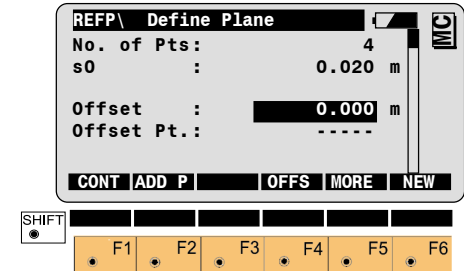 REFP\ Define Plane
MC
No. of Pts: 4
sO : 0.020 m
Offset : 0.000 m
Offset Pt.: -----
CONT ADD P OFFS MORE NEW
SHIFT
F1 F2 F3 F4 F5 F6